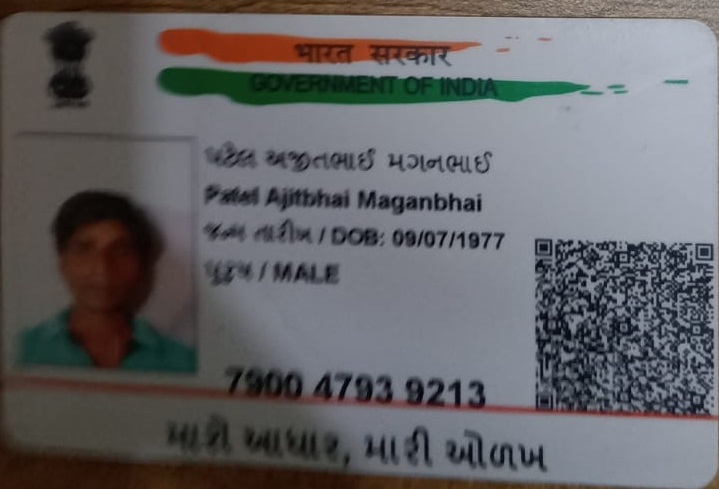 भारत सरकार
GOVERNMENT OF INDIA
પટેલ અજીતભાઈ મગનભાઈ
Patel Ajitbhai Maganbhai
જન્મ તારીખ / DOB: 09/07/1977
પુરૂષ / MALE
7900 4793 9213
મારો આધાર, મારી ઓળખ